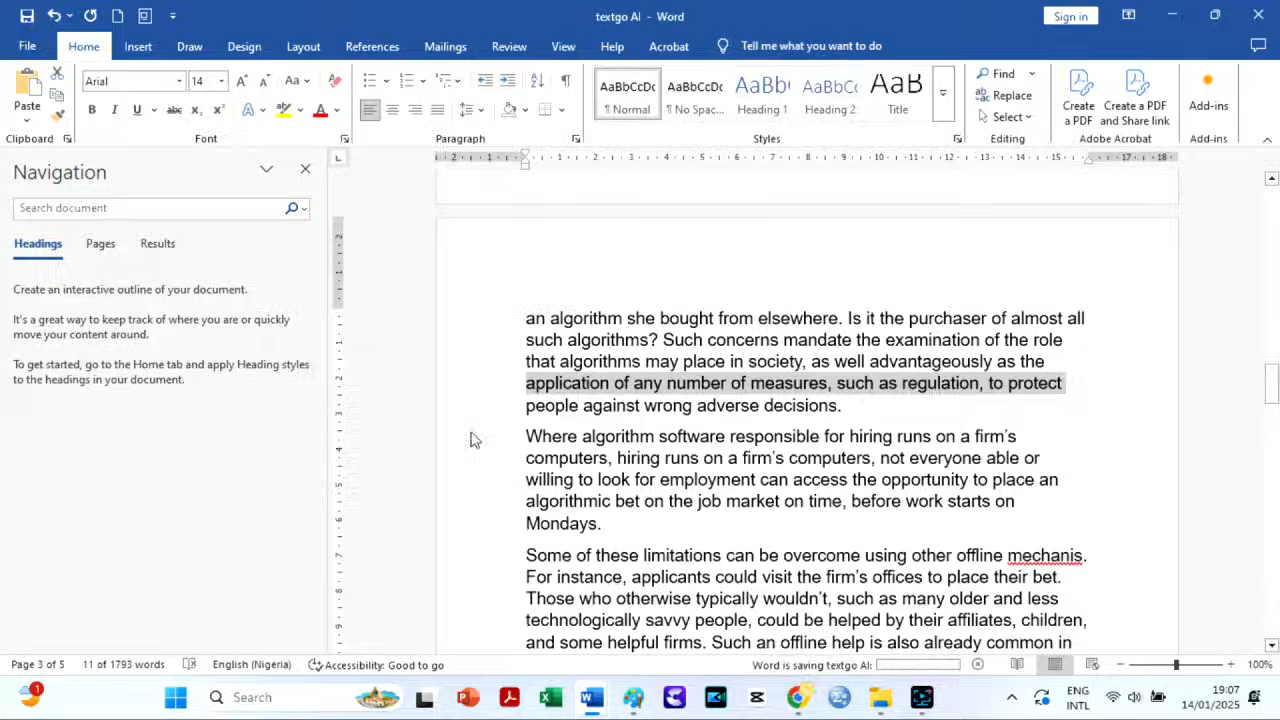 textgo AI - Word
Sign in
File
Home
Insert
Draw
Design
Layout
References
Mailings
Review
View
Help
Acrobat
Tell me what you want to do
Paste
Clipboard
Arial
14
Font
Paragraph
AaBbCcDc
¶ Normal
AaBbCcDc
¶ No Spac...
AaBb(
Heading 1
AaBbCc
Heading 2
AaB
Title
Styles
Find
Replace
Select
Editing
Create a PDF
Create a PDF and Share link
Adobe Acrobat
Add-ins
Add-ins
Navigation
Search document
Headings
Pages
Results
Create an interactive outline of your document.
It's a great way to keep track of where you are or quickly
move your content around.
To get started, go to the Home tab and apply Heading styles
to the headings in your document.
an algorithm she bought from elsewhere. Is it the purchaser of almost all
such algorithms? Such concerns mandate the examination of the role
that algorithms may place in society, as well advantageously as the
application of any number of measures, such as regulation, to protect
people against wrong adverse decisions.
Where algorithm software responsible for hiring runs on a firm's
computers, hiring runs on a firm's computers, not everyone able or
willing to look for employment can access the opportunity to place an
algorithmic bet on the job market on time, before work starts on
Mondays.
Some of these limitations can be overcome using other offline mechanis.
For instance, applicants could visit the firm's offices to place their bet.
Those who otherwise typically wouldn't, such as many older and less
technologically savvy people, could be helped by their affiliates, children,
and some helpful firms. Such an offline help is also already common in
Page 3 of 5
11 of 1793 words
English (Nigeria)
Accessibility: Good to go
Word is saving textgo AI:
100%
1
Search
ENG
INTL
19:07
14/01/2025